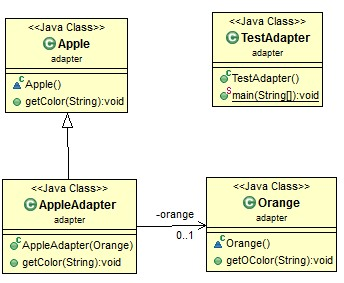 <<Java Class>>
Apple
adapter
Apple()
getColor(String):void
<<Java Class>>
TestAdapter
adapter
TestAdapter()
main(String[]):void
<<Java Class>>
AppleAdapter
adapter
AppleAdapter(Orange)
getColor(String):void
-orange
0..1
<<Java Class>>
Orange
adapter
Orange()
getOColor(String):void